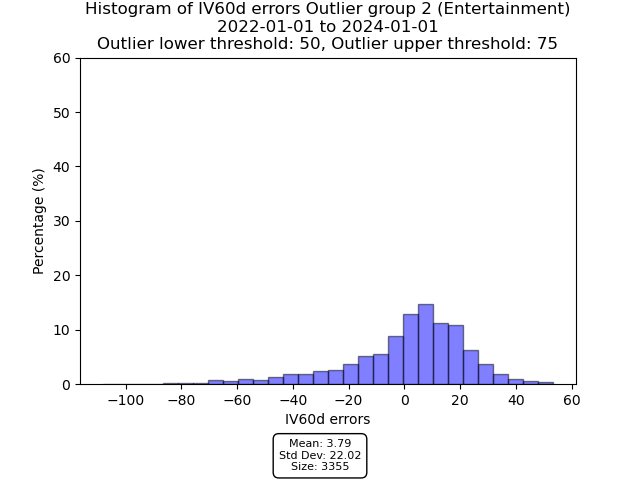 Histogram of IV60d errors Outlier group 2 (Entertainment)
2022-01-01 to 2024-01-01
Outlier lower threshold: 50, Outlier upper threshold: 75
60
50
40
30
20
10
0
Percentage (%)
−100
−80
−60
−40
−20
0
20
40
60
IV60d errors
Mean: 3.79
Std Dev: 22.02
Size: 3355